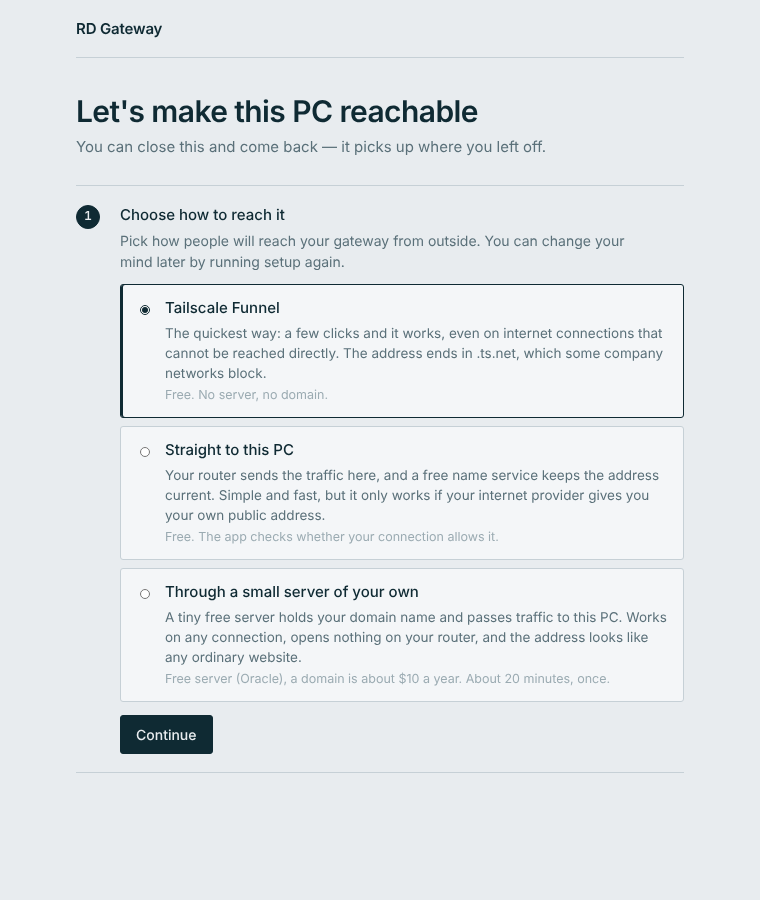 RD Gateway
Let's make this PC reachable
You can close this and come back — it picks up where you left off.
1
Choose how to reach it
Pick how people will reach your gateway from outside. You can change your
mind later by running setup again.
Tailscale Funnel
The quickest way: a few clicks and it works, even on internet connections that
cannot be reached directly. The address ends in .ts.net, which some company
networks block.
Free. No server, no domain.
Straight to this PC
Your router sends the traffic here, and a free name service keeps the address
current. Simple and fast, but it only works if your internet provider gives you
your own public address.
Free. The app checks whether your connection allows it.
Through a small server of your own
A tiny free server holds your domain name and passes traffic to this PC. Works
on any connection, opens nothing on your router, and the address looks like
any ordinary website.
Free server (Oracle), a domain is about $10 a year. About 20 minutes, once.
Continue